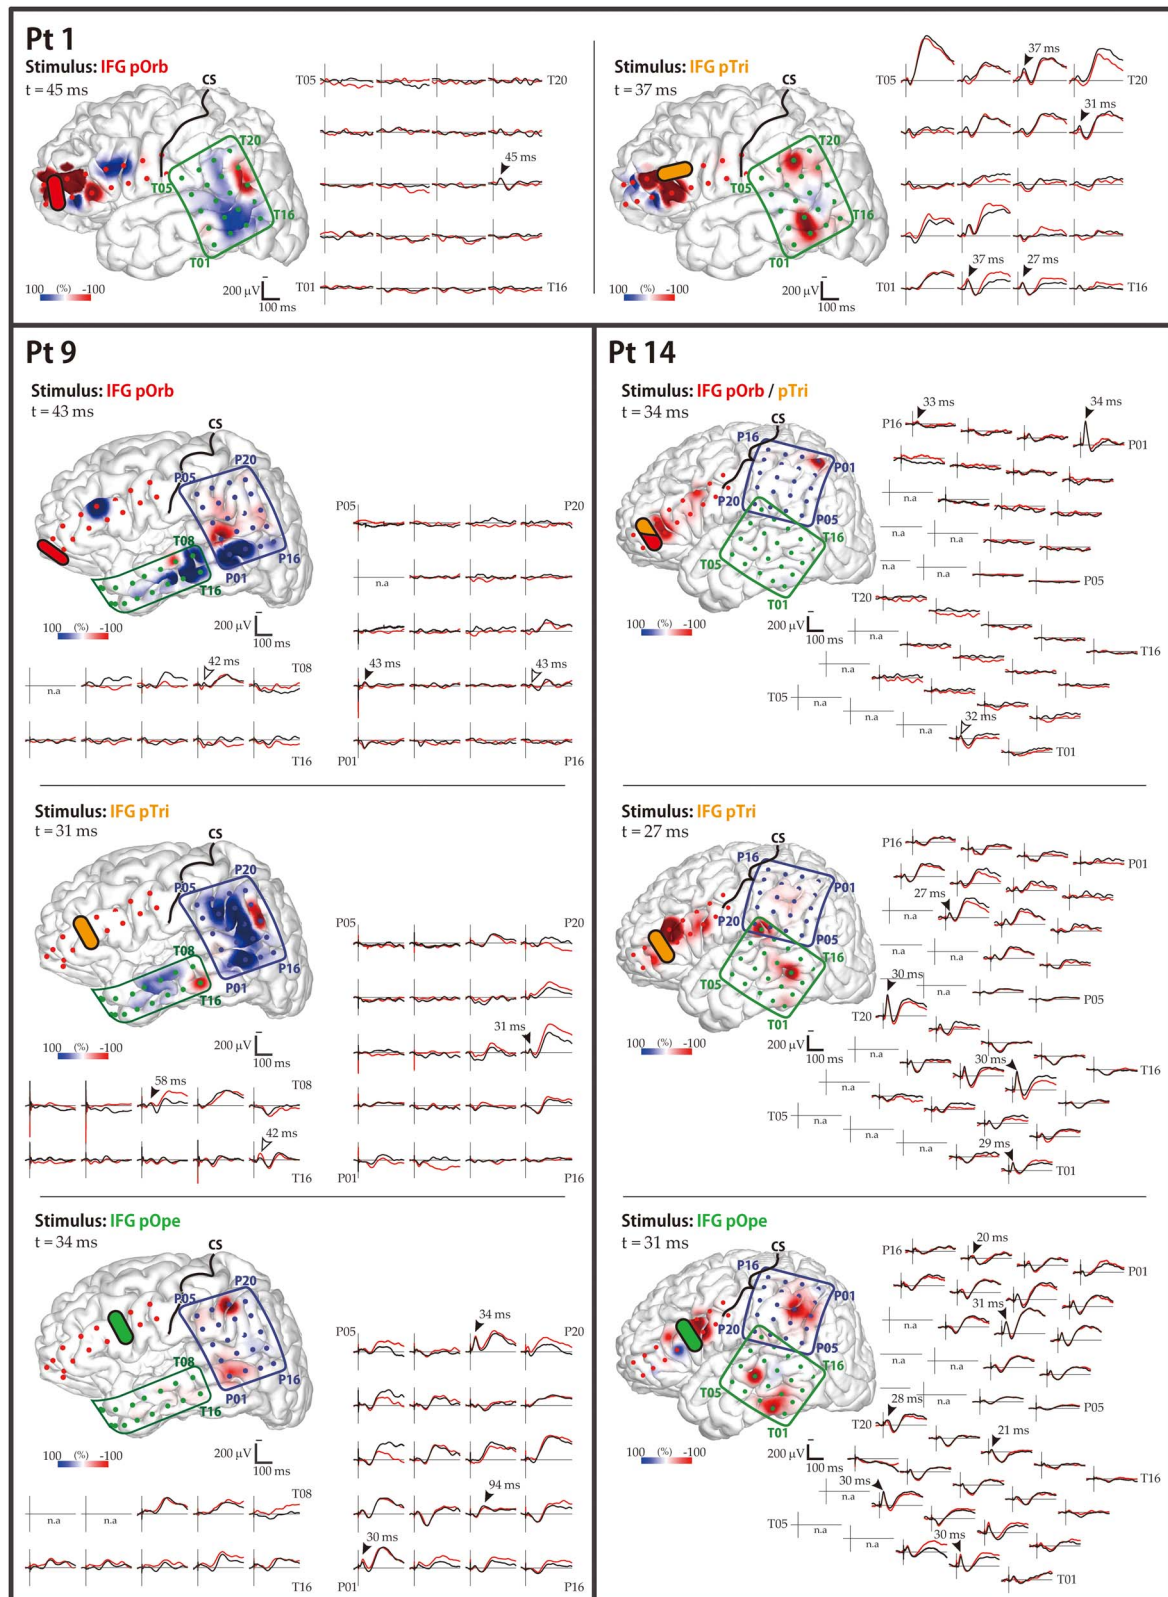 Pt 1
Stimulus: IFG pOrb
t = 45 ms
CS
T20
T05
T16
T01
100 (%) -100
200 µV
100 ms
T05
T20
45 ms
T01
T16
Stimulus: IFG pTri
t = 37 ms
CS
T20
T05
T16
T01
100 (%) -100
200 µV
100 ms
37 ms
T05
T20
31 ms
37 ms
27 ms
T01
T16
Pt 9
Stimulus: IFG pOrb
t = 43 ms
CS
P20
P05
T08
P16
P01
T16
100 (%) -100
200 µV
100 ms
P05
P20
n.a
43 ms
43 ms
P01
P16
42 ms
T08
n.a
T16
Stimulus: IFG pTri
t = 31 ms
CS
P20
P05
T08
P16
P01
T16
100 (%) -100
200 µV
100 ms
P05
P20
31 ms
P01
P16
58 ms
T08
42 ms
T16
Stimulus: IFG pOpe
t = 34 ms
CS
P20
P05
T08
P16
P01
T16
100 (%) -100
200 µV
100 ms
34 ms
P05
P20
94 ms
30 ms
P01
P16
T08
n.a
n.a
T16
Pt 14
Stimulus: IFG pOrb / pTri
t = 34 ms
CS
P16
P01
P20
P05
T16
T05
T01
100 (%) -100
200 µV
100 ms
33 ms
34 ms
P16
P01
n.a
n.a
n.a
P05
T20
n.a
T16
n.a
T05
n.a
n.a
n.a
32 ms
T01
Stimulus: IFG pTri
t = 27 ms
CS
P16
P01
P20
P05
T16
T05
T01
100 (%) -100
200 µV
100 ms
P16
P01
27 ms
n.a
n.a
n.a
P05
30 ms
T20
n.a
30 ms
T16
n.a
T05
n.a
n.a
n.a
29 ms
T01
Stimulus: IFG pOpe
t = 31 ms
CS
P16
P01
P20
P05
T16
T05
T01
100 (%) -100
200 µV
100 ms
20 ms
P16
P01
31 ms
n.a
n.a
n.a
P05
28 ms
T20
21 ms
T16
30 ms
n.a
T05
n.a
n.a
30 ms
T01